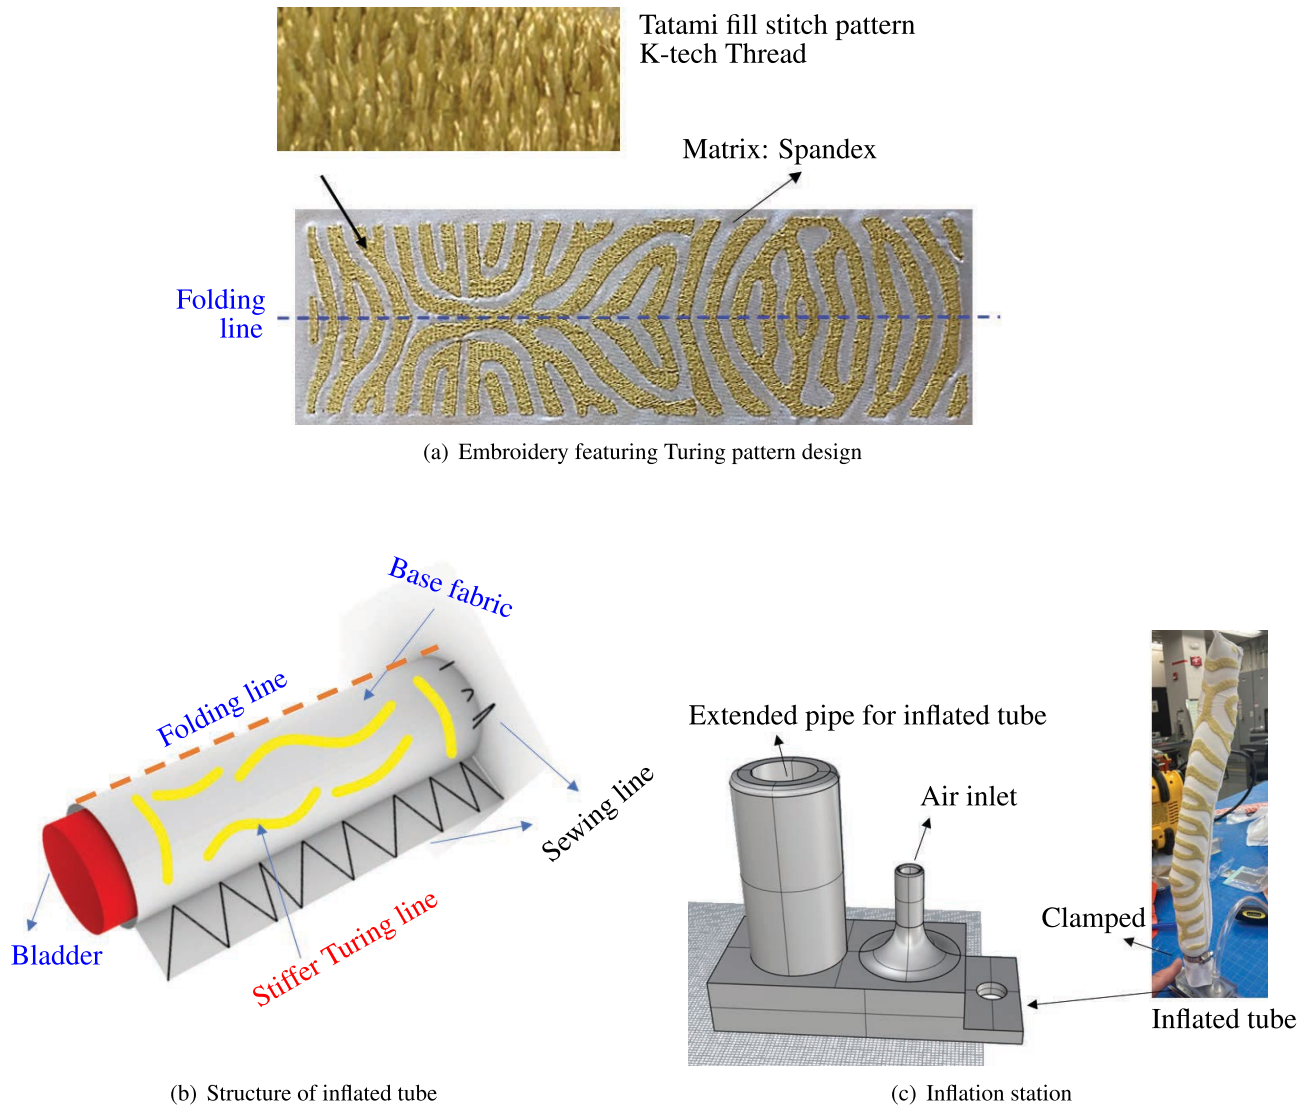 Tatami fill stitch pattern
K-tech Thread
Matrix: Spandex
Folding
line
(a) Embroidery featuring Turing pattern design
Base fabric
Folding line
Sewing line
Stiffer Turing line
Bladder
(b) Structure of inflated tube
Extended pipe for inflated tube
Air inlet
Clamped
Inflated tube
(c) Inflation station